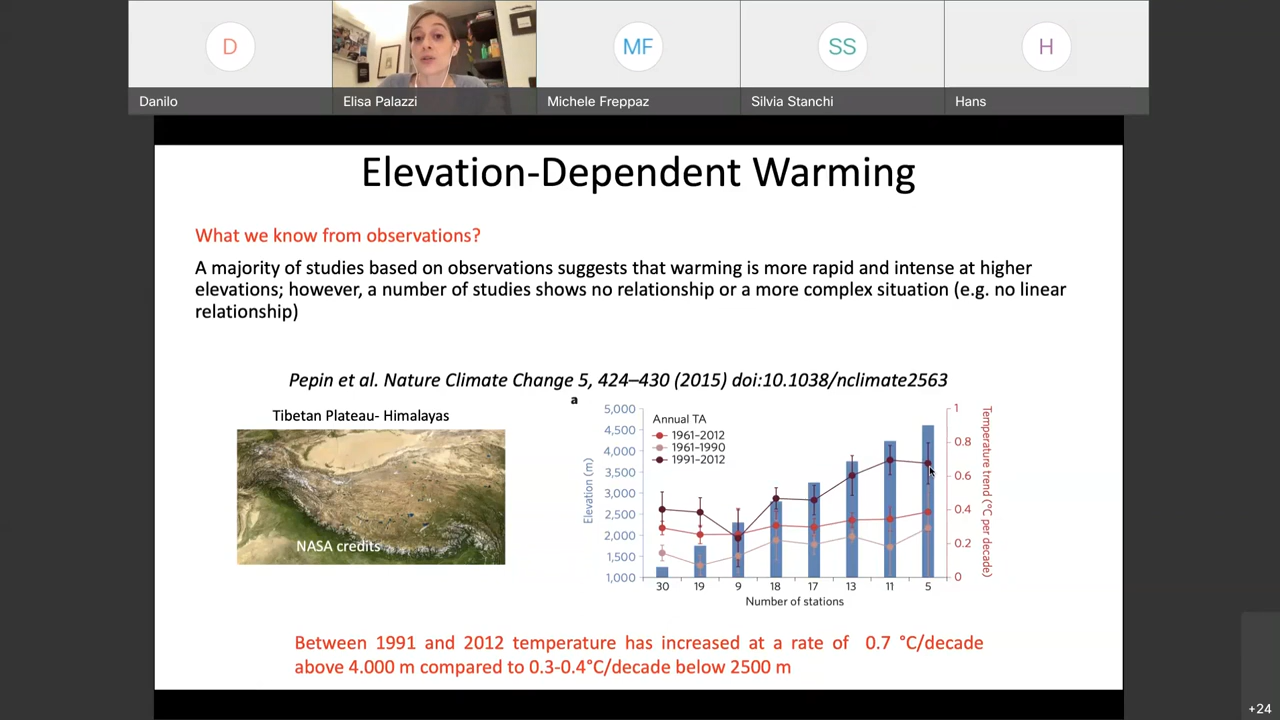 D
MF
SS
H
Danilo
Elisa Palazzi
Michele Freppaz
Silvia Stanchi
Hans
Elevation-Dependent Warming
What we know from observations?
A majority of studies based on observations suggests that warming is more rapid and intense at higher
elevations; however, a number of studies shows no relationship or a more complex situation (e.g. no linear
relationship)
Pepin et al. Nature Climate Change 5, 424–430 (2015) doi:10.1038/nclimate2563
Tibetan Plateau- Himalayas
NASA credits
a
Annual TA
1961–2012
1961–1990
1991–2012
Elevation (m)
5,000
4,500
4,000
3,500
3,000
2,500
2,000
1,500
1,000
1
0.8
0.6
0.4
0.2
0
Temperature trend (°C per decade)
30 19 9 18 17 13 11 5
Number of stations
Between 1991 and 2012 temperature has increased at a rate of 0.7 °C/decade
above 4.000 m compared to 0.3-0.4°C/decade below 2500 m
+24